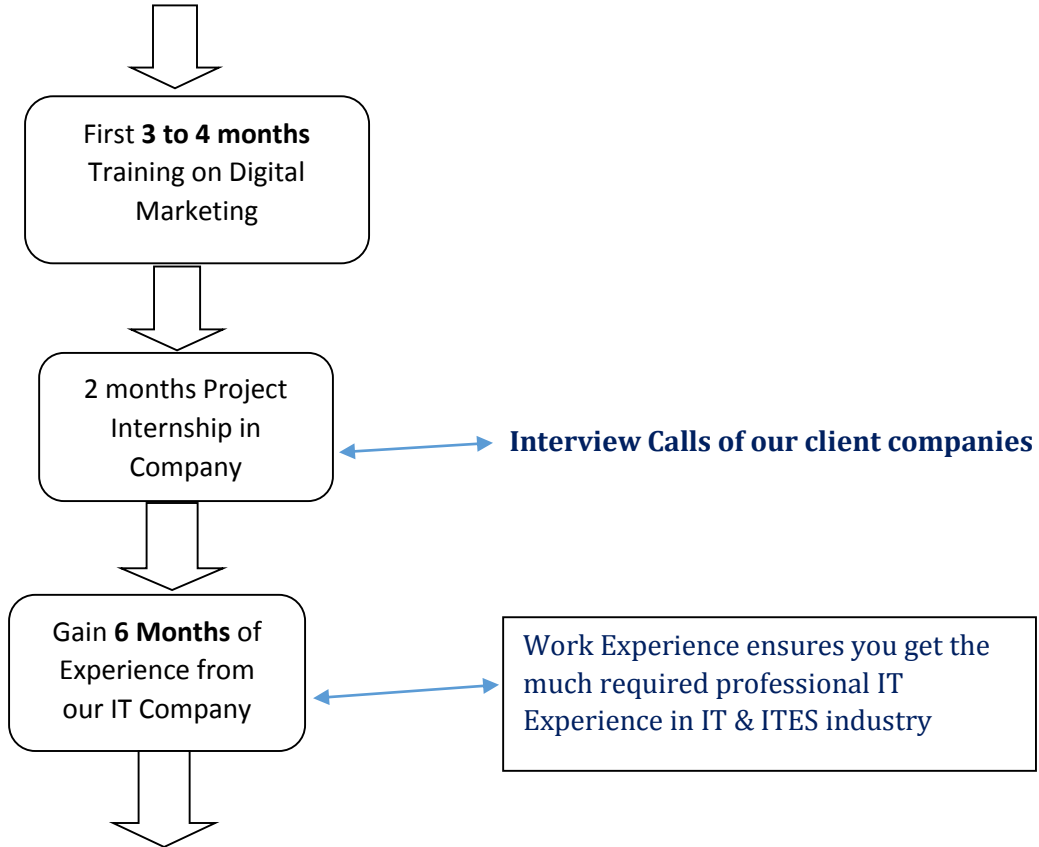 First 3 to 4 months
Training on Digital
Marketing
2 months Project
Internship in
Company
Interview Calls of our client companies
Gain 6 Months of
Experience from
our IT Company
Work Experience ensures you get the
much required professional IT
Experience in IT & ITES industry